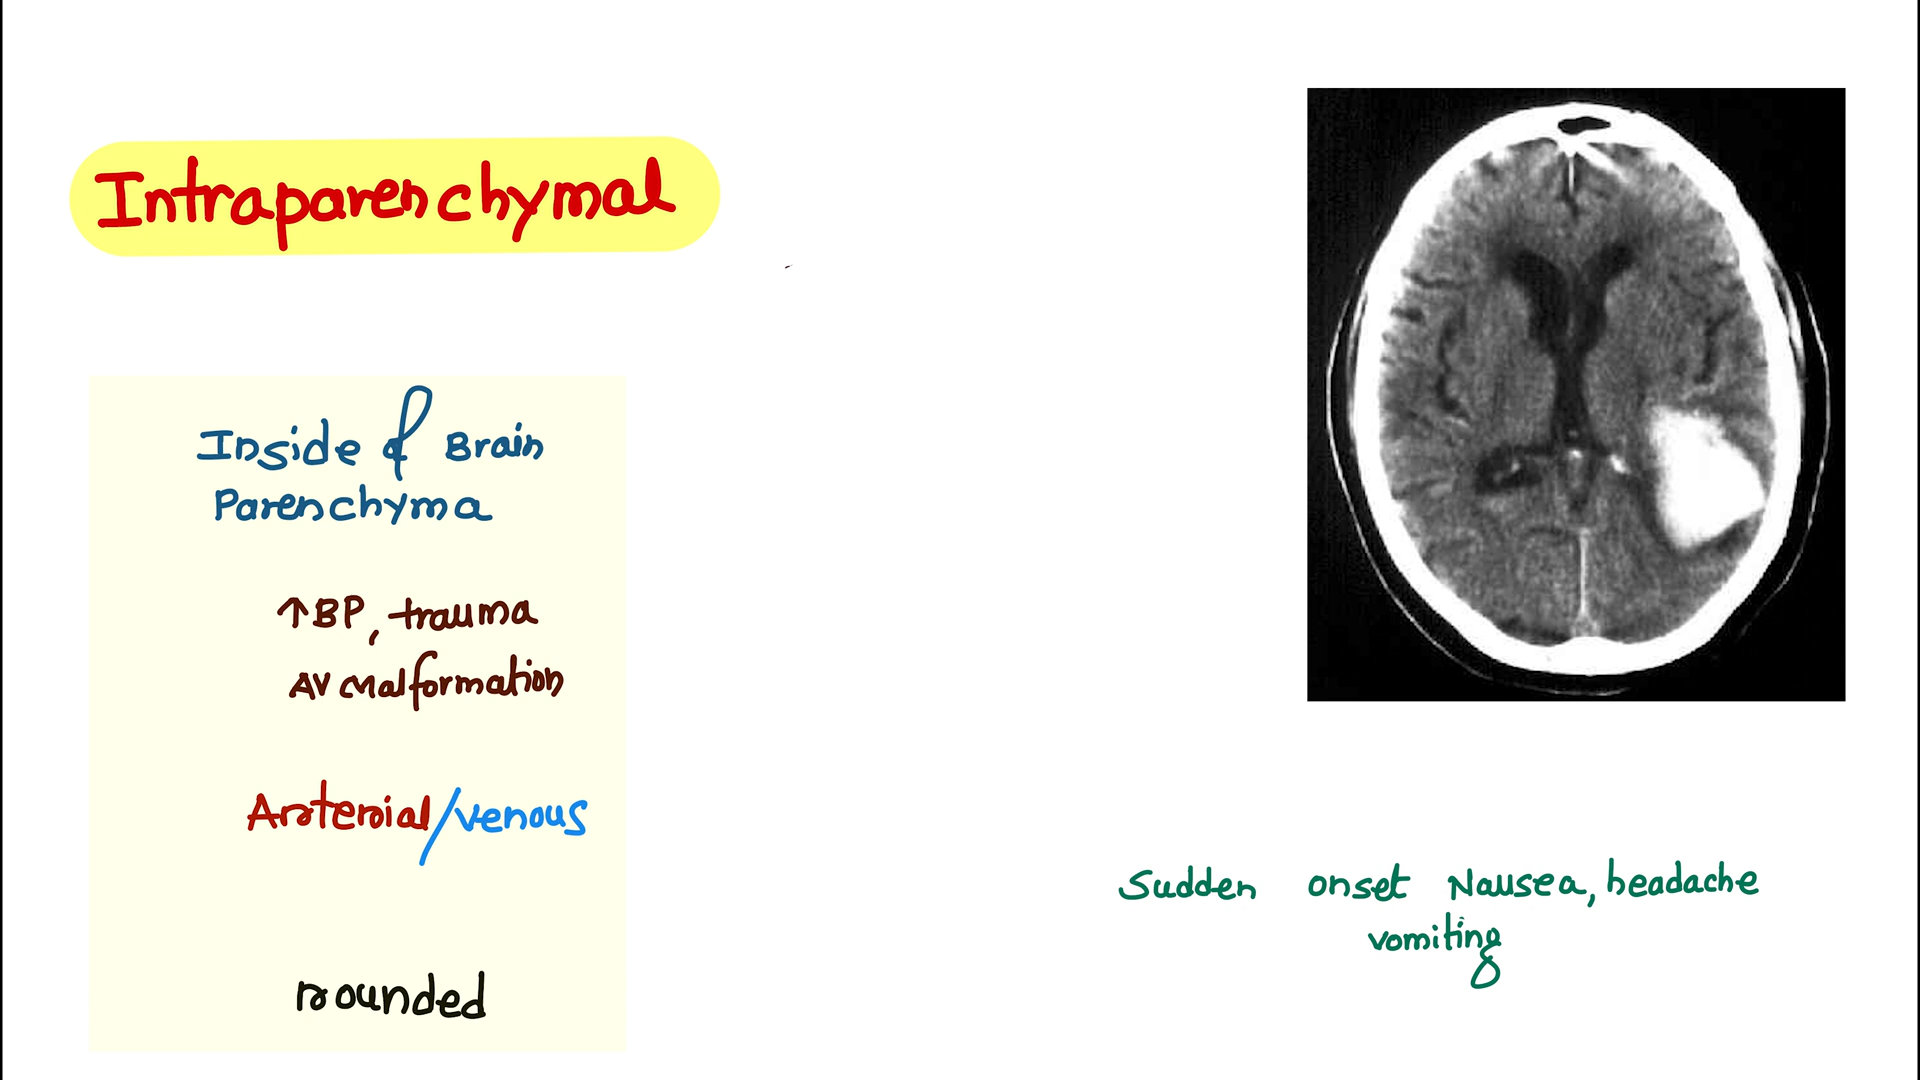 Intraparenchymal
Inside of Brain
Parenchyma
↑BP, trauma
AV Malformation
Arterial/venous
rounded
Sudden onset Nausea, headache
vomiting